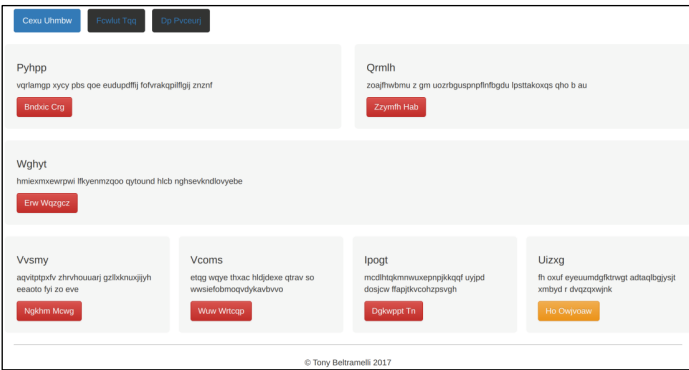 Cexu Uhmbw Fcwlut Tqq Dp Pvceurj
Pyhpp
vqrlamgp xycy pbs qoe eudupdffij fofvrakqpilflgij znznf
Bndxic Crg
Qrmlh
zoajfhwbmu z gm uozrbguspnpflnfbgdu lpsttakoxqs qho b au
Zzymfh Hab
Wghyt
hmiexmxewrpwi lfkyenmzqoo qytound hlcb nghsevkndlovyebe
Erw Wqzgcz
Vvsmy
aqvitptpxfv zhrvhouuarj gzllxknuxjijyh
eeaoto fyi zo eve
Ngkhm Mcwg
Vcoms
etqg wqye thxac hldjdexe qtrav so
wwsiefobmoqvdykavbvvo
Wuw Wrtcqp
Ipogt
mcdlhtqkmnwuxepnpjkkqqf uyjpd
dosjcw ffapjtkvcohzpsvgh
Dgkwppt Tn
Uizxg
fh oxuf eyeuumdgfktrwgt adtaqlbgjysjt
xmbyd r dvqzqxwjnk
Ho Owjvoaw
© Tony Beltramelli 2017